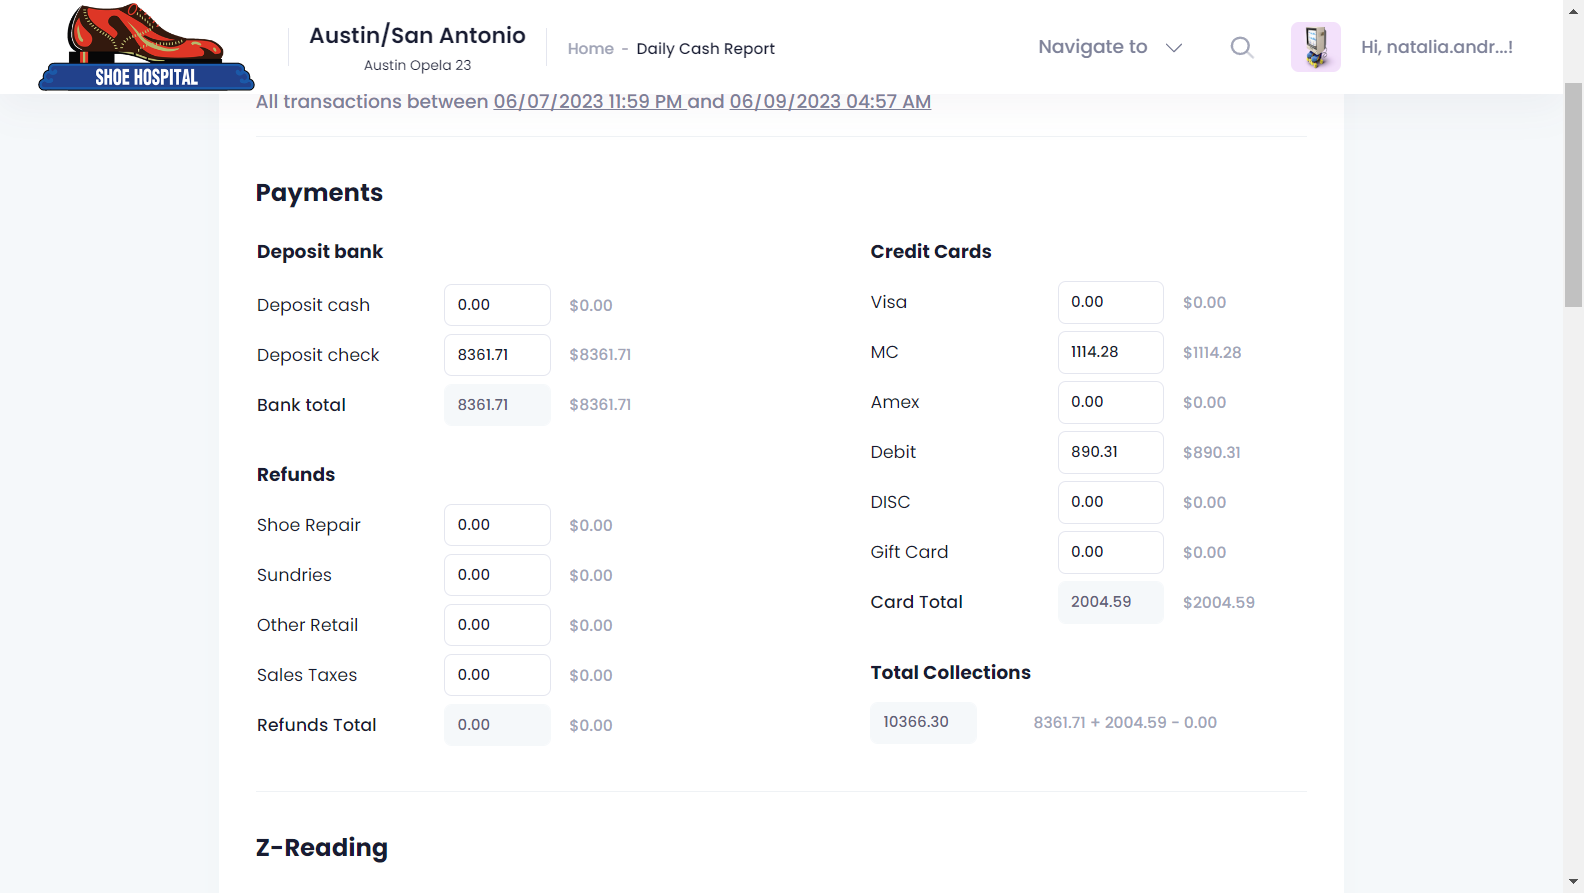 SHOE HOSPITAL
Austin/San Antonio
Austin Opela 23
Home - Daily Cash Report
Navigate to
Hi, natalia.andr...!
All transactions between 06/07/2023 11:59 PM and 06/09/2023 04:57 AM
Payments
Deposit bank
Deposit cash 0.00 $0.00
Deposit check 8361.71 $8361.71
Bank total 8361.71 $8361.71
Refunds
Shoe Repair 0.00 $0.00
Sundries 0.00 $0.00
Other Retail 0.00 $0.00
Sales Taxes 0.00 $0.00
Refunds Total 0.00 $0.00
Credit Cards
Visa 0.00 $0.00
MC 1114.28 $1114.28
Amex 0.00 $0.00
Debit 890.31 $890.31
DISC 0.00 $0.00
Gift Card 0.00 $0.00
Card Total 2004.59 $2004.59
Total Collections
10366.30 8361.71 + 2004.59 - 0.00
Z-Reading